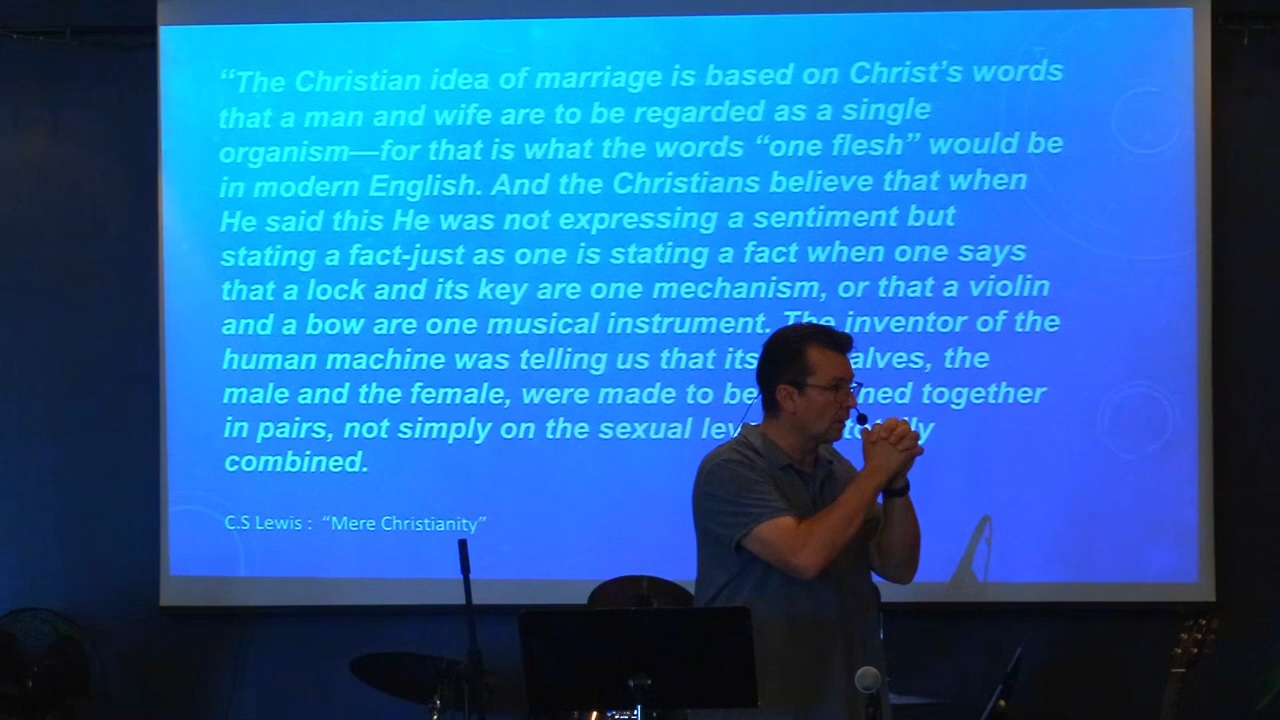 “The Christian idea of marriage is based on Christ’s words
that a man and wife are to be regarded as a single
organism—for that is what the words “one flesh” would be
in modern English. And the Christians believe that when
He said this He was not expressing a sentiment but
stating a fact-just as one is stating a fact when one says
that a lock and its key are one mechanism, or that a violin
and a bow are one musical instrument. The inventor of the
human machine was telling us that its the
male and the female, were made to be together
in pairs, not simply on the sexual
combined.
C.S Lewis : “Mere Christianity”